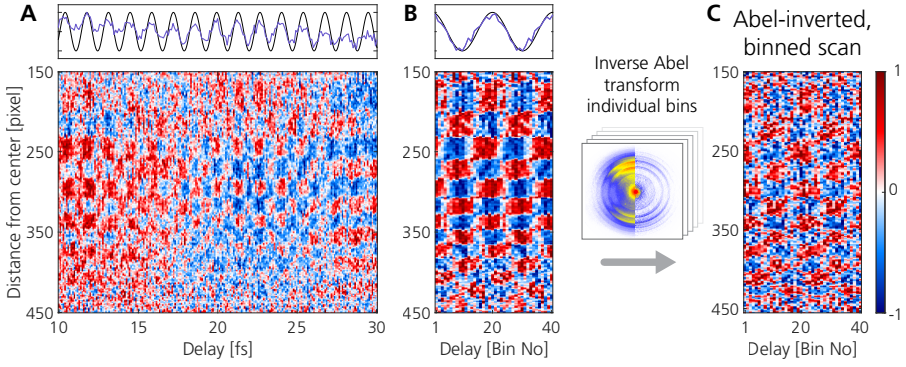 A
B
C
Abel-inverted,
binned scan
Distance from center [pixel]
150
250
350
450
10
15
20
25
30
Delay [fs]
150
250
350
450
1
20
40
Delay [Bin No]
Inverse Abel
transform
individual bins
150
250
350
450
1
20
40
Delay [Bin No]
1
0
-1